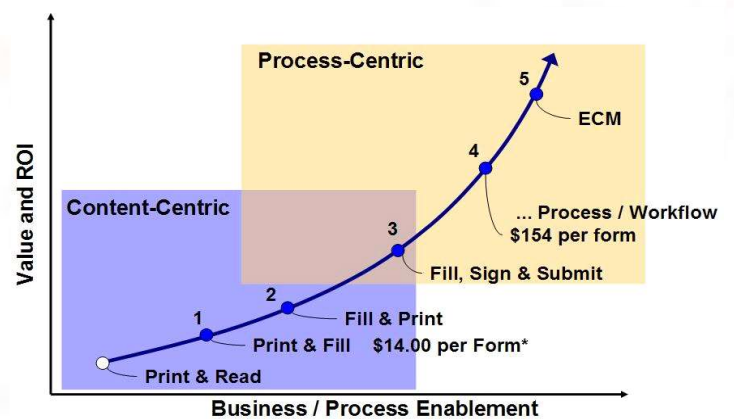 Process-Centric
5
ECM
4
... Process / Workflow
$154 per form
Content-Centric
3
Fill, Sign & Submit
2
Fill & Print
1
Print & Fill $14.00 per Form*
Print & Read
Value and ROI
Business / Process Enablement